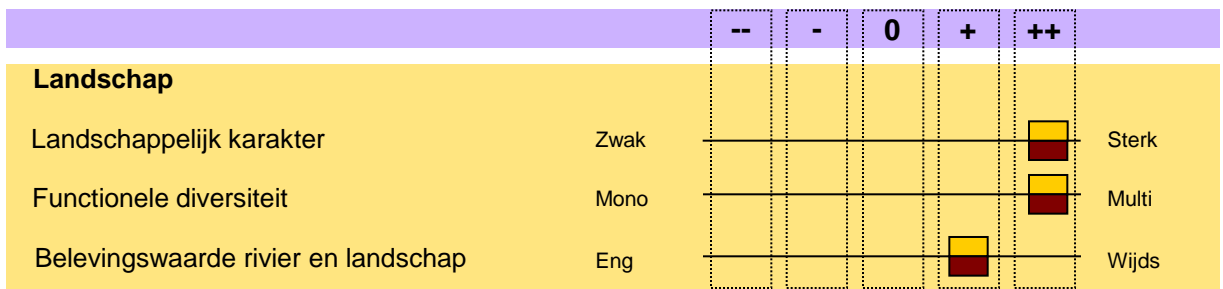 -- - 0 + ++
Landschap
Landschappelijk karakter Zwak Sterk
Functionele diversiteit Mono Multi
Belevingswaarde rivier en landschap Eng Wijds